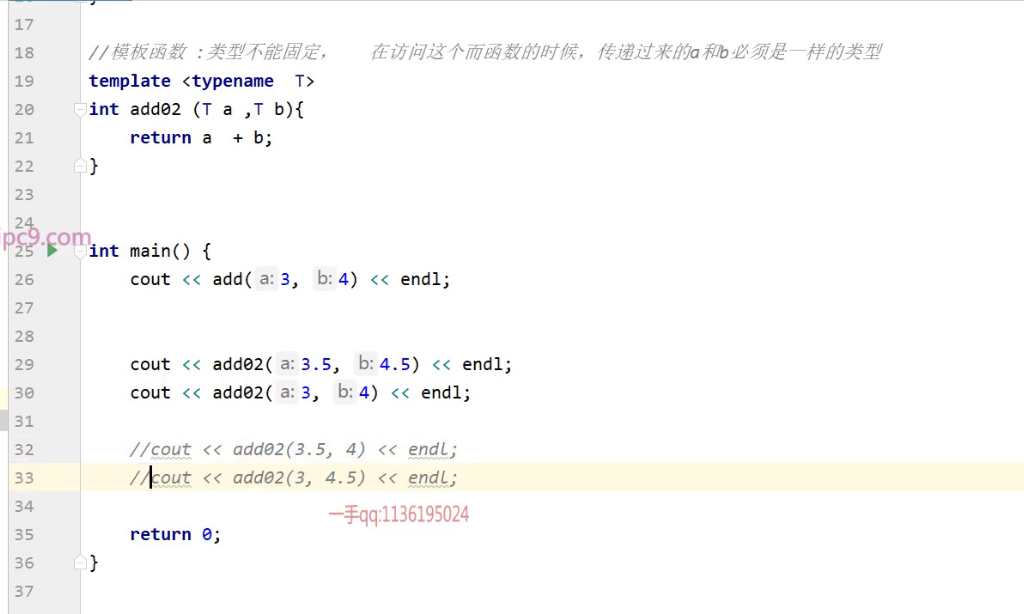 17
18 //模板函数 :类型不能固定, 在访问这个而函数的时候，传递过来的a和b必须是一样的类型
19 template <typename T>
20 int add02 (T a ,T b){
21 return a + b;
22 }
23
24
ipc9.com
25 int main() {
26 cout << add( a: 3, b: 4) << endl;
27
28
29 cout << add02( a: 3.5, b: 4.5) << endl;
30 cout << add02( a: 3, b: 4) << endl;
31
32 //cout << add02(3.5, 4) << endl;
33 //cout << add02(3, 4.5) << endl;
34
一手qq:1136195024
35 return 0;
36 }
37